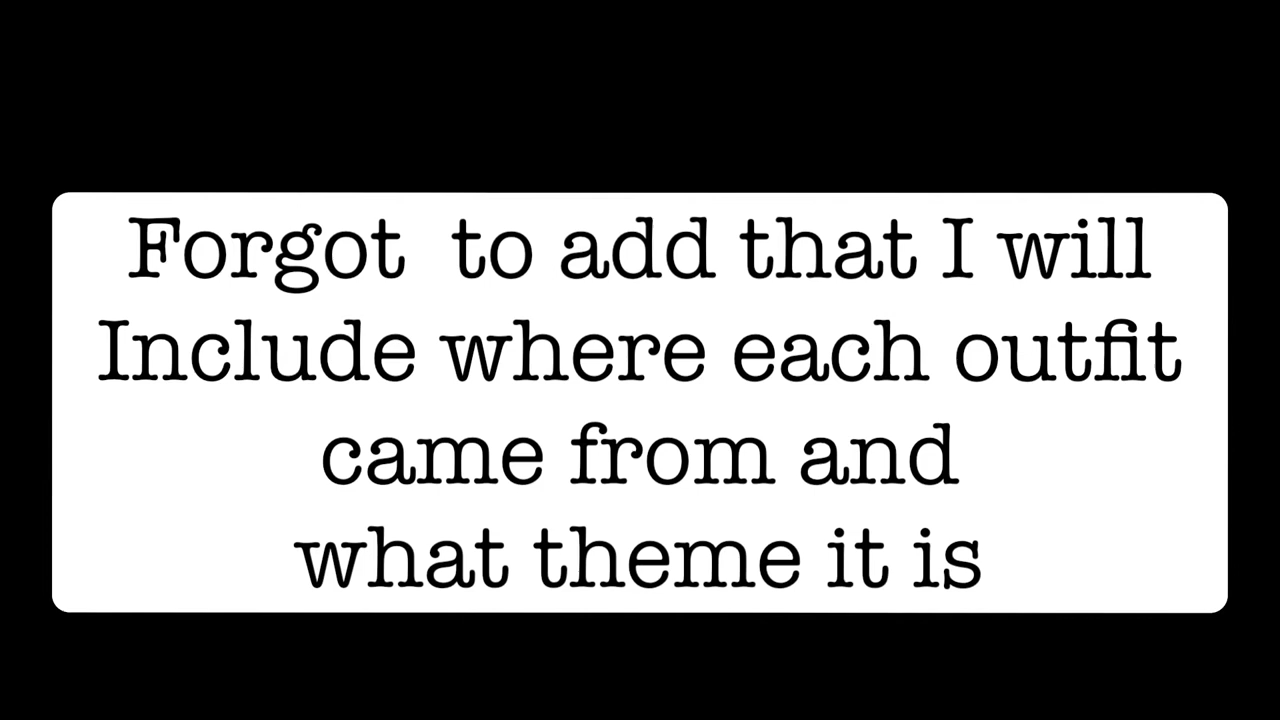 Forgot  to add that I will
Include where each outfit
came from and
what theme it is